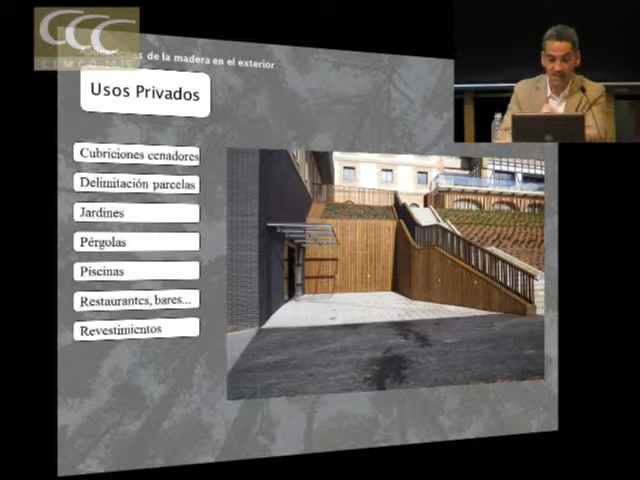 CCC
CEMCO
de la madera en el exterior
Usos Privados
Cubriciones cenadores
Delimitación parcelas
Jardines
Pérgolas
Piscinas
Restaurantes, bares...
Revestimientos